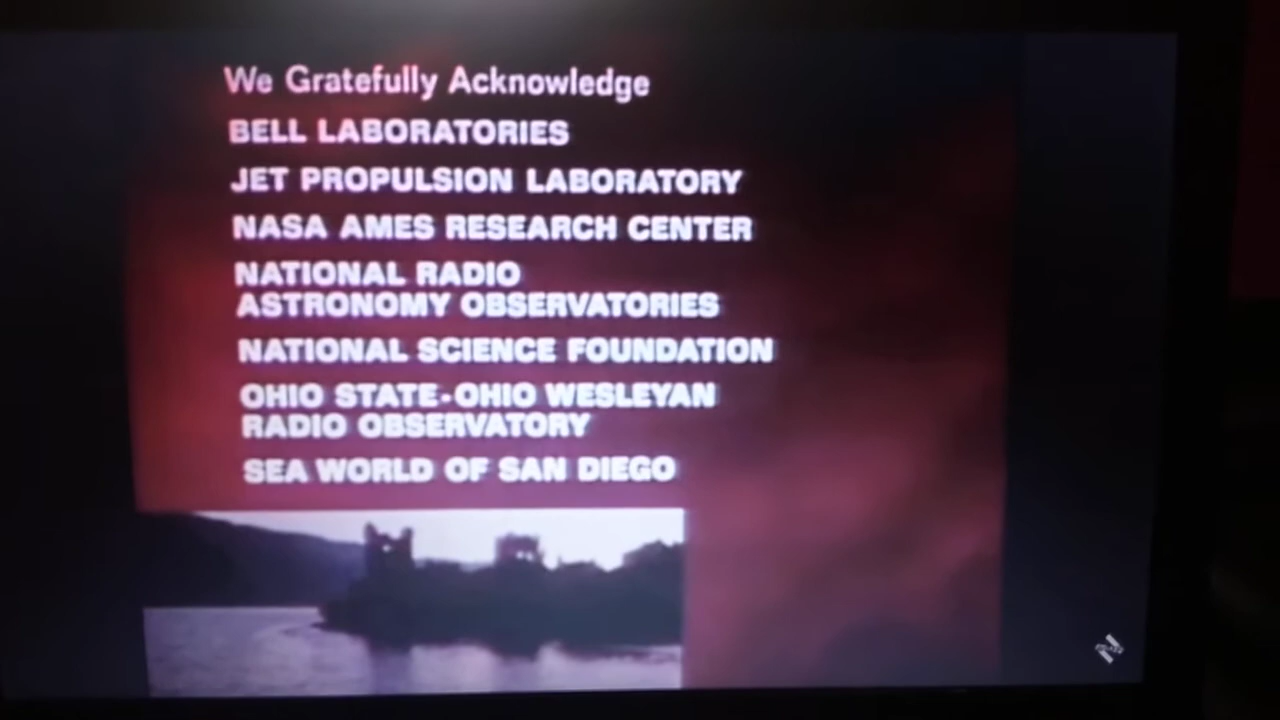 We Gratefully Acknowledge
BELL LABORATORIES
JET PROPULSION LABORATORY
NASA AMES RESEARCH CENTER
NATIONAL RADIO
ASTRONOMY OBSERVATORIES
NATIONAL SCIENCE FOUNDATION
OHIO STATE-OHIO WESLEYAN
RADIO OBSERVATORY
SEA WORLD OF SAN DIEGO